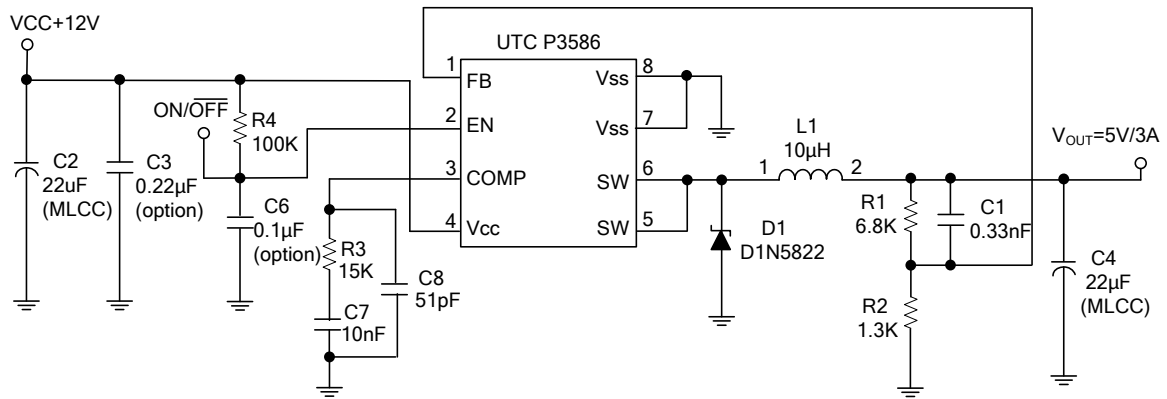 VCC+12V
UTC P3586
1
FB
Vss
8
ON/OFF
2
EN
R4
100K
Vss
7
C2
22uF
(MLCC)
C3
0.22µF
(option)
3
COMP
SW
6
L1
10µH
1
2
VOUT=5V/3A
C6
0.1µF
(option)
4
Vcc
SW
5
R3
15K
C8
51pF
C7
10nF
D1
D1N5822
R1
6.8K
C1
0.33nF
R2
1.3K
C4
22µF
(MLCC)